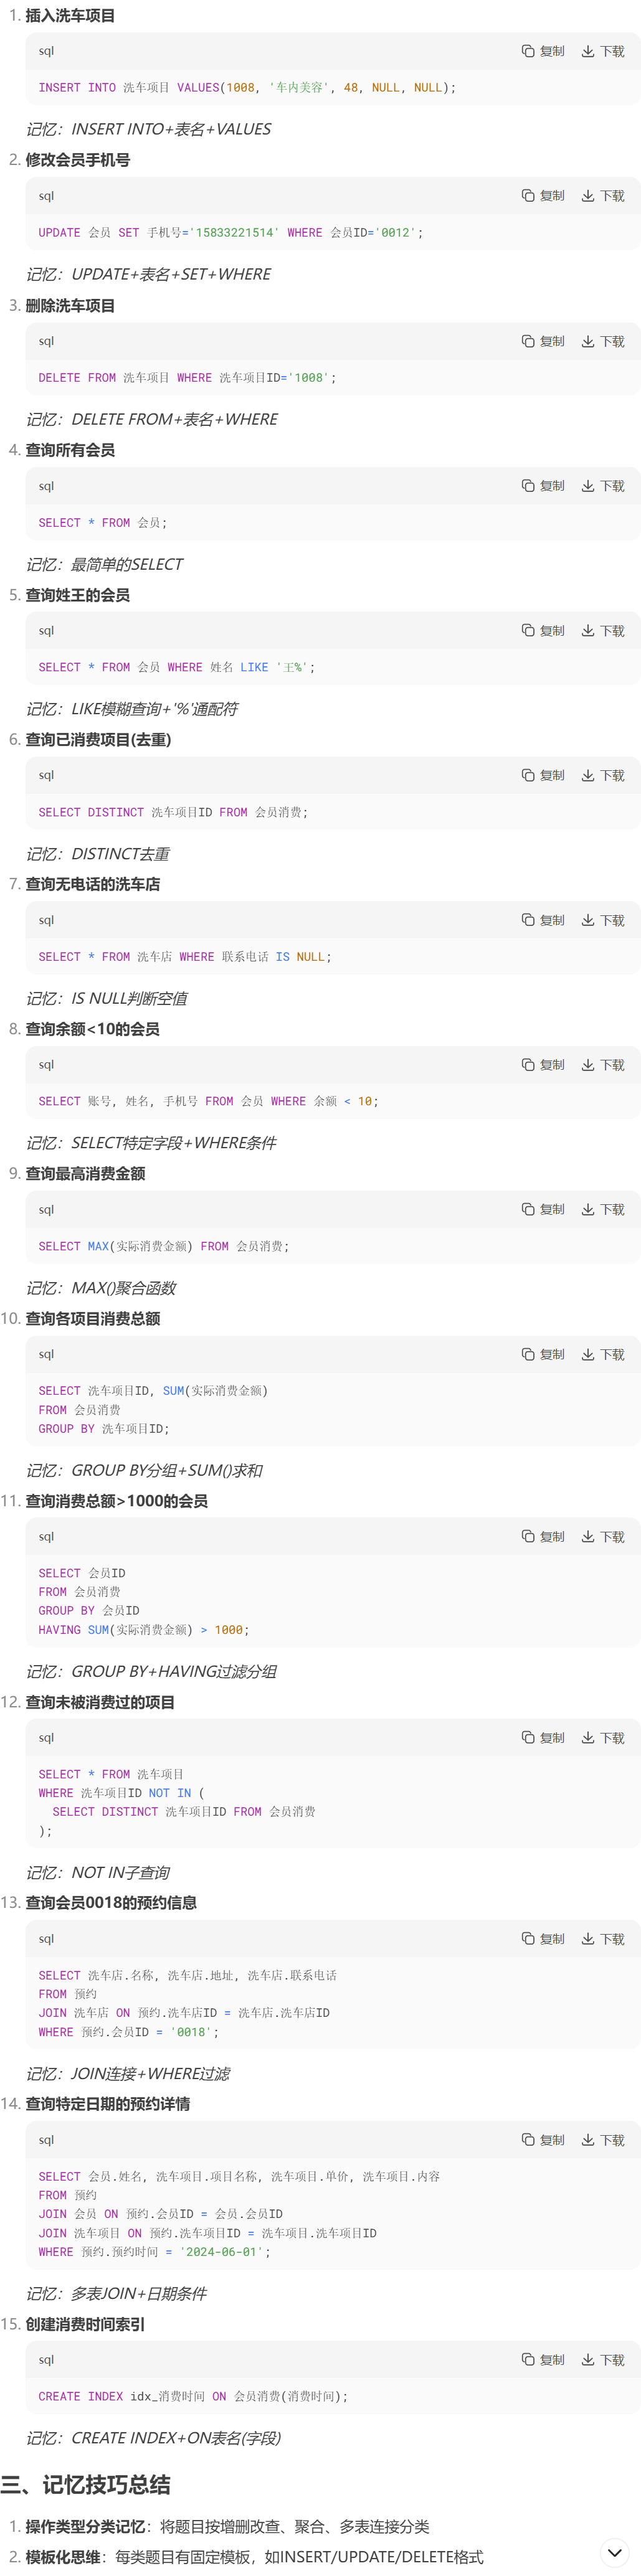 1. 插入洗车项目
sql 复制 下载
INSERT INTO 洗车项目 VALUES(1008, '车内美容', 48, NULL, NULL);
记忆：INSERT INTO+表名+VALUES
2. 修改会员手机号
sql 复制 下载
UPDATE 会员 SET 手机号='15833221514' WHERE 会员ID='0012';
记忆：UPDATE+表名+SET+WHERE
3. 删除洗车项目
sql 复制 下载
DELETE FROM 洗车项目 WHERE 洗车项目ID='1008';
记忆：DELETE FROM+表名+WHERE
4. 查询所有会员
sql 复制 下载
SELECT * FROM 会员;
记忆：最简单的SELECT
5. 查询姓王的会员
sql 复制 下载
SELECT * FROM 会员 WHERE 姓名 LIKE '王%';
记忆：LIKE模糊查询+'%'通配符
6. 查询已消费项目(去重)
sql 复制 下载
SELECT DISTINCT 洗车项目ID FROM 会员消费;
记忆：DISTINCT去重
7. 查询无电话的洗车店
sql 复制 下载
SELECT * FROM 洗车店 WHERE 联系电话 IS NULL;
记忆：IS NULL判断空值
8. 查询余额<10的会员
sql 复制 下载
SELECT 账号, 姓名, 手机号 FROM 会员 WHERE 余额 < 10;
记忆：SELECT特定字段+WHERE条件
9. 查询最高消费金额
sql 复制 下载
SELECT MAX(实际消费金额) FROM 会员消费;
记忆：MAX()聚合函数
10. 查询各项目消费总额
sql 复制 下载
SELECT 洗车项目ID, SUM(实际消费金额)
FROM 会员消费
GROUP BY 洗车项目ID;
记忆：GROUP BY分组+SUM()求和
11. 查询消费总额>1000的会员
sql 复制 下载
SELECT 会员ID
FROM 会员消费
GROUP BY 会员ID
HAVING SUM(实际消费金额) > 1000;
记忆：GROUP BY+HAVING过滤分组
12. 查询未被消费过的项目
sql 复制 下载
SELECT * FROM 洗车项目
WHERE 洗车项目ID NOT IN (
SELECT DISTINCT 洗车项目ID FROM 会员消费
);
记忆：NOT IN子查询
13. 查询会员0018的预约信息
sql 复制 下载
SELECT 洗车店.名称, 洗车店.地址, 洗车店.联系电话
FROM 预约
JOIN 洗车店 ON 预约.洗车店ID = 洗车店.洗车店ID
WHERE 预约.会员ID = '0018';
记忆：JOIN连接+WHERE过滤
14. 查询特定日期的预约详情
sql 复制 下载
SELECT 会员.姓名, 洗车项目.项目名称, 洗车项目.单价, 洗车项目.内容
FROM 预约
JOIN 会员 ON 预约.会员ID = 会员.会员ID
JOIN 洗车项目 ON 预约.洗车项目ID = 洗车项目.洗车项目ID
WHERE 预约.预约时间 = '2024-06-01';
记忆：多表JOIN+日期条件
15. 创建消费时间索引
sql 复制 下载
CREATE INDEX idx_消费时间 ON 会员消费(消费时间);
记忆：CREATE INDEX+ON表名(字段)
三、记忆技巧总结
1. 操作类型分类记忆：将题目按增删改查、聚合、多表连接分类
2. 模板化思维：每类题目有固定模板，如INSERT/UPDATE/DELETE格式